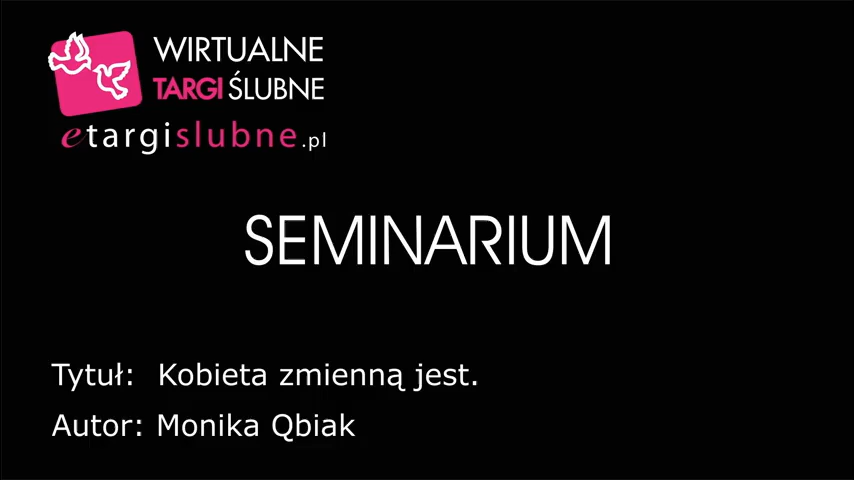 WIRTUALNE
TARGI ŚLUBNE
etargislubne.pl
SEMINARIUM
Tytuł: Kobieta zmienną jest.
Autor: Monika Qbiak